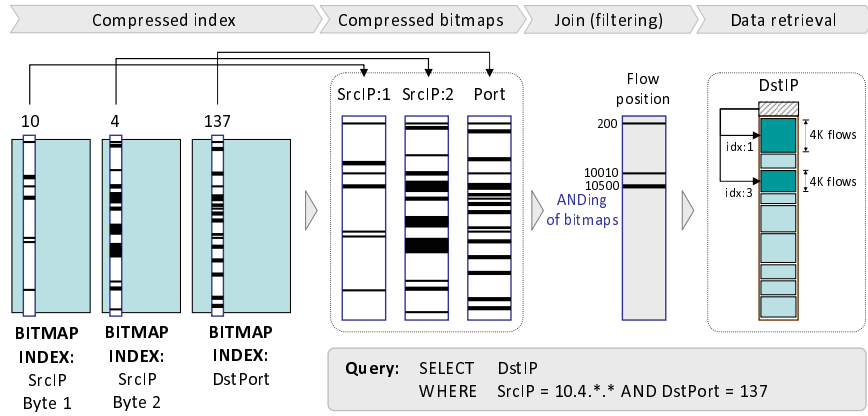 Compressed index
Compressed bitmaps
Join (filtering)
Data retrieval
10
4
137
BITMAP
INDEX:
SrcIP
Byte 1
BITMAP
INDEX:
SrcIP
Byte 2
BITMAP
INDEX:
DstPort
SrcIP:1
SrcIP:2
Port
Flow
position
200
10010
10500
ANDing
of bitmaps
DstIP
idx:1
idx:3
4K flows
4K flows
Query: SELECT DstIP
WHERE SrcIP = 10.4.*.* AND DstPort = 137